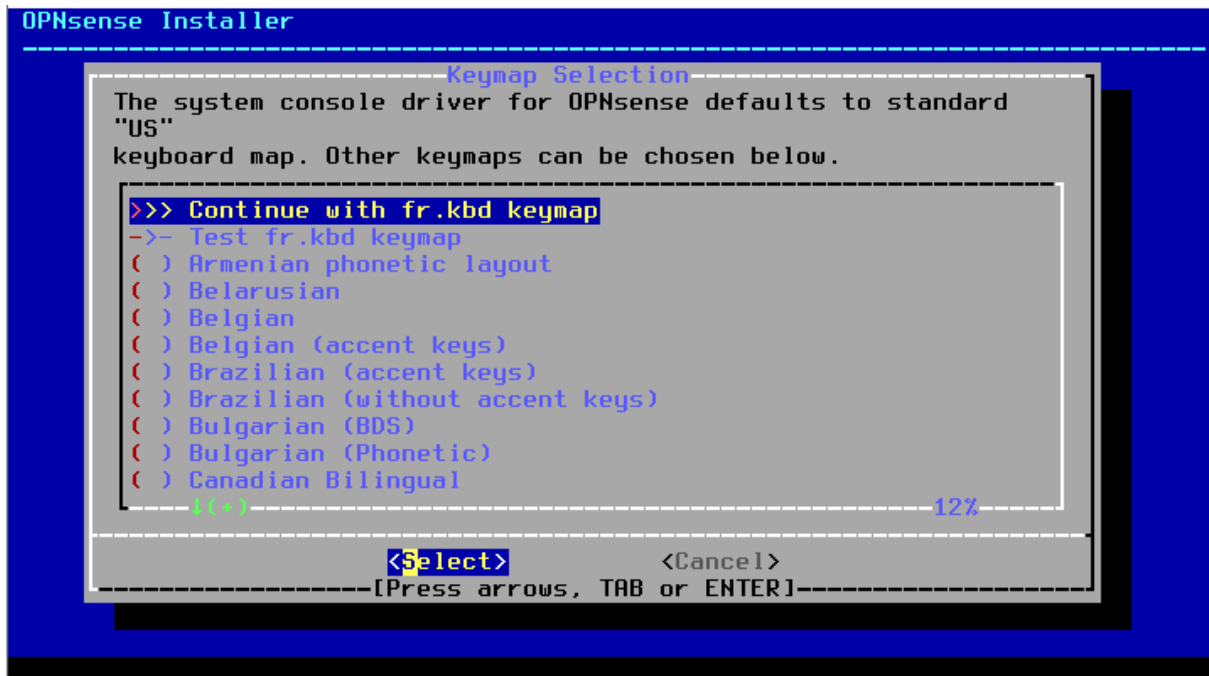 OPNsense Installer
Keymap Selection
The system console driver for OPNsense defaults to standard
"US"
keyboard map. Other keymaps can be chosen below.
>>> Continue with fr.kbd keymap
->- Test fr.kbd keymap
( ) Armenian phonetic layout
( ) Belarusian
( ) Belgian
( ) Belgian (accent keys)
( ) Brazilian (accent keys)
( ) Brazilian (without accent keys)
( ) Bulgarian (BDS)
( ) Bulgarian (Phonetic)
( ) Canadian Bilingual
↓(+) 12%
<Select> <Cancel>
[Press arrows, TAB or ENTER]